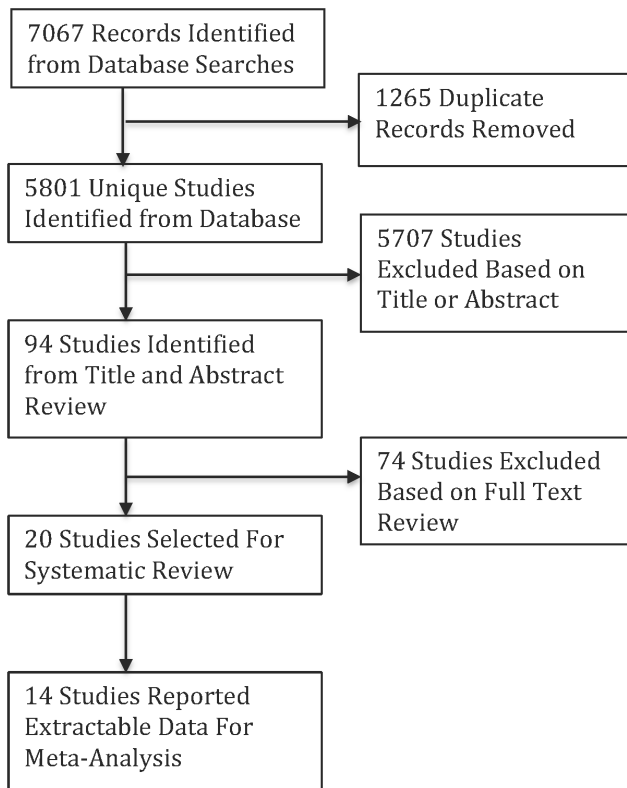 7067 Records Identified
from Database Searches
1265 Duplicate
Records Removed
5801 Unique Studies
Identified from Database
5707 Studies
Excluded Based on
Title or Abstract
94 Studies Identified
from Title and Abstract
Review
74 Studies Excluded
Based on Full Text
Review
20 Studies Selected For
Systematic Review
14 Studies Reported
Extractable Data For
Meta-Analysis